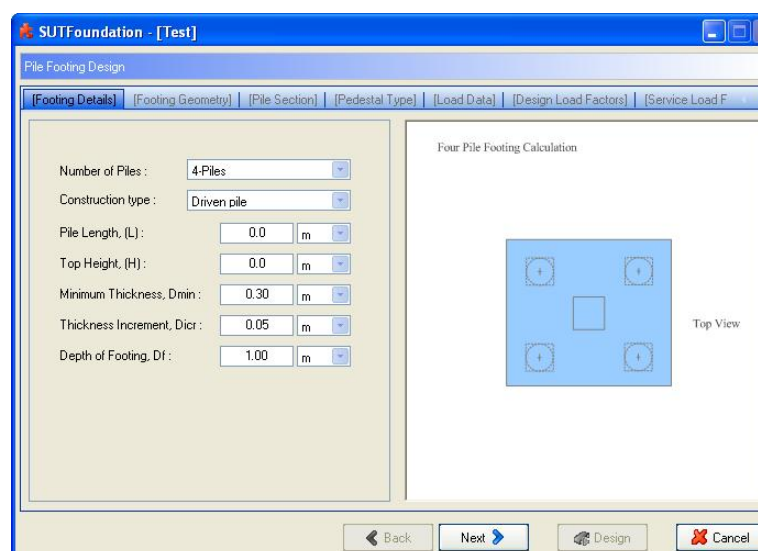 SUTFoundation - [Test]
Pile Footing Design
[Footing Details] [Footing Geometry] [Pile Section] [Pedestal Type] [Load Data] [Design Load Factors] [Service Load F
Number of Piles : 4-Piles
Construction type : Driven pile
Pile Length, (L) : 0.0 m
Top Height, (H) : 0.0 m
Minimum Thickness, Dmin : 0.30 m
Thickness Increment, Dicr : 0.05 m
Depth of Footing, Df : 1.00 m
Four Pile Footing Calculation
Top View
Back Next Design Cancel